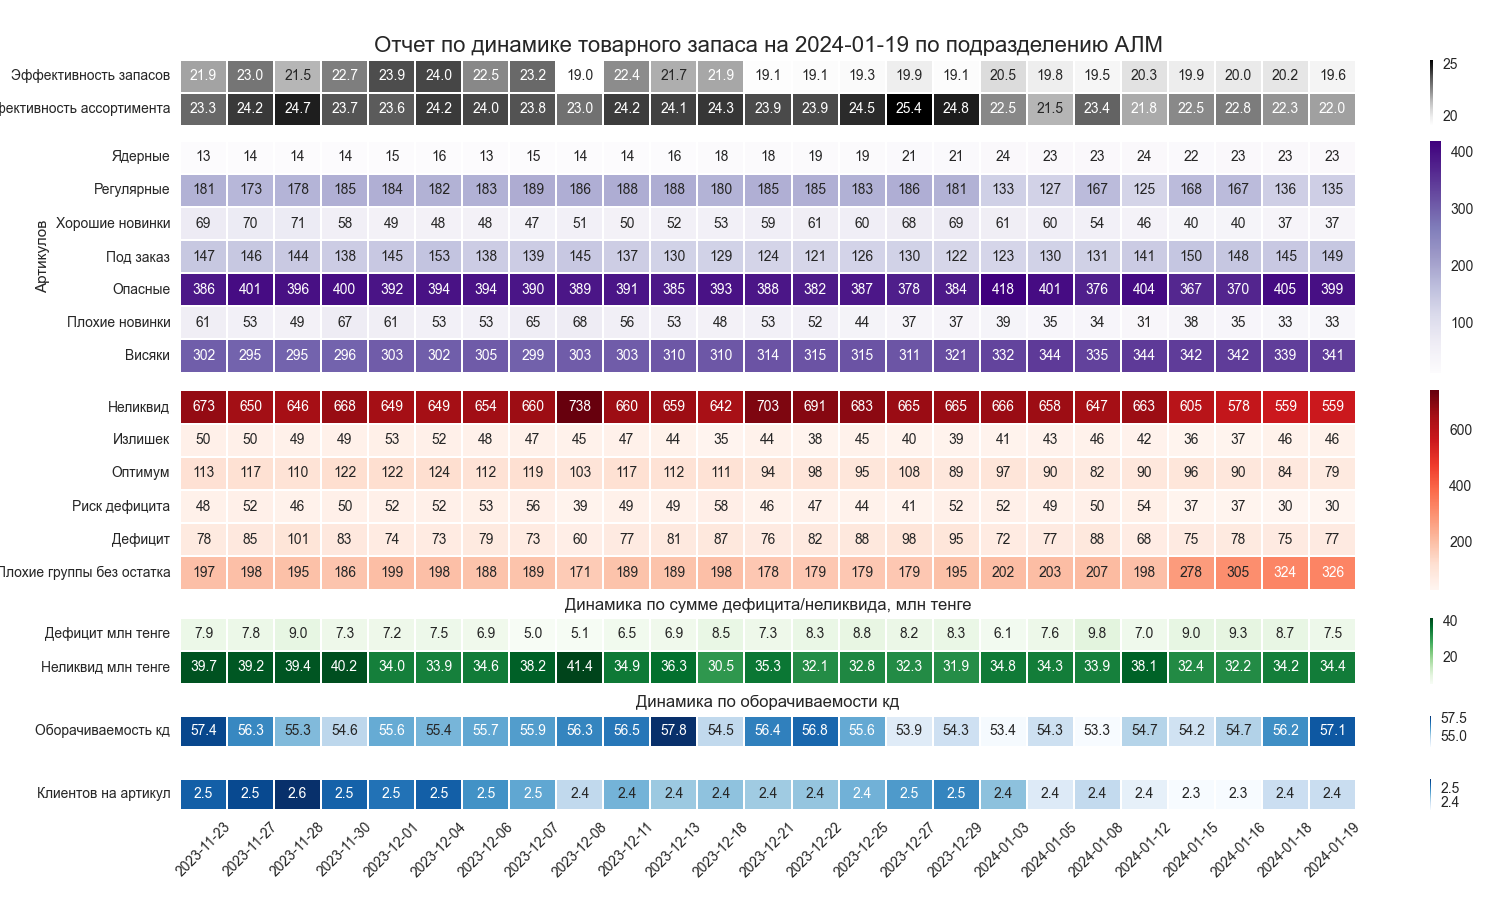 Отчет по динамике товарного запаса на 2024-01-19 по подразделению АЛМ
Эффективность запасов 21.9 23.0 21.5 22.7 23.9 24.0 22.5 23.2 19.0 22.4 21.7 21.9 19.1 19.1 19.3 19.9 19.1 20.5 19.8 19.5 20.3 19.9 20.0 20.2 19.6
фективность ассортимента 23.3 24.2 24.7 23.7 23.6 24.2 24.0 23.8 23.0 24.2 24.1 24.3 23.9 23.9 24.5 25.4 24.8 22.5 21.5 23.4 21.8 22.5 22.8 22.3 22.0
25
20
Артикулов
Ядерные 13 14 14 14 15 16 13 15 14 14 16 18 18 19 19 21 21 24 23 23 24 22 23 23 23
Регулярные 181 173 178 185 184 182 183 189 186 188 188 180 185 185 183 186 181 133 127 167 125 168 167 136 135
Хорошие новинки 69 70 71 58 49 48 48 47 51 50 52 53 59 61 60 68 69 61 60 54 46 40 40 37 37
Под заказ 147 146 144 138 145 153 138 139 145 137 130 129 124 121 126 130 122 123 130 131 141 150 148 145 149
Опасные 386 401 396 400 392 394 394 390 389 391 385 393 388 382 387 378 384 418 401 376 404 367 370 405 399
Плохие новинки 61 53 49 67 61 53 53 65 68 56 53 48 53 52 44 37 37 39 35 34 31 38 35 33 33
Висяки 302 295 295 296 303 302 305 299 303 303 310 310 314 315 315 311 321 332 344 335 344 342 342 339 341
400
300
200
100
Неликвид 673 650 646 668 649 649 654 660 738 660 659 642 703 691 683 665 665 666 658 647 663 605 578 559 559
Излишек 50 50 49 49 53 52 48 47 45 47 44 35 44 38 45 40 39 41 43 46 42 36 37 46 46
Оптимум 113 117 110 122 122 124 112 119 103 117 112 111 94 98 95 108 89 97 90 82 90 96 90 84 79
Риск дефицита 48 52 46 50 52 52 53 56 39 49 49 58 46 47 44 41 52 52 49 50 54 37 37 30 30
Дефицит 78 85 101 83 74 73 79 73 60 77 81 87 76 82 88 98 95 72 77 88 68 75 78 75 77
Плохие группы без остатка 197 198 195 186 199 198 188 189 171 189 189 198 178 179 179 179 195 202 203 207 198 278 305 324 326
600
400
200
Динамика по сумме дефицита/неликвида, млн тенге
Дефицит млн тенге 7.9 7.8 9.0 7.3 7.2 7.5 6.9 5.0 5.1 6.5 6.9 8.5 7.3 8.3 8.8 8.2 8.3 6.1 7.6 9.8 7.0 9.0 9.3 8.7 7.5
Неликвид млн тенге 39.7 39.2 39.4 40.2 34.0 33.9 34.6 38.2 41.4 34.9 36.3 30.5 35.3 32.1 32.8 32.3 31.9 34.8 34.3 33.9 38.1 32.4 32.2 34.2 34.4
40
20
Динамика по оборачиваемости кд
Оборачиваемость кд 57.4 56.3 55.3 54.6 55.6 55.4 55.7 55.9 56.3 56.5 57.8 54.5 56.4 56.8 55.6 53.9 54.3 53.4 54.3 53.3 54.7 54.2 54.7 56.2 57.1
57.5
55.0
Клиентов на артикул 2.5 2.5 2.6 2.5 2.5 2.5 2.5 2.5 2.4 2.4 2.4 2.4 2.4 2.4 2.4 2.5 2.5 2.4 2.4 2.4 2.4 2.3 2.3 2.4 2.4
2.5
2.4
2023-11-23 2023-11-27 2023-11-28 2023-11-30 2023-12-01 2023-12-04 2023-12-06 2023-12-07 2023-12-08 2023-12-11 2023-12-13 2023-12-18 2023-12-21 2023-12-22 2023-12-25 2023-12-27 2023-12-29 2024-01-03 2024-01-05 2024-01-08 2024-01-12 2024-01-15 2024-01-16 2024-01-18 2024-01-19